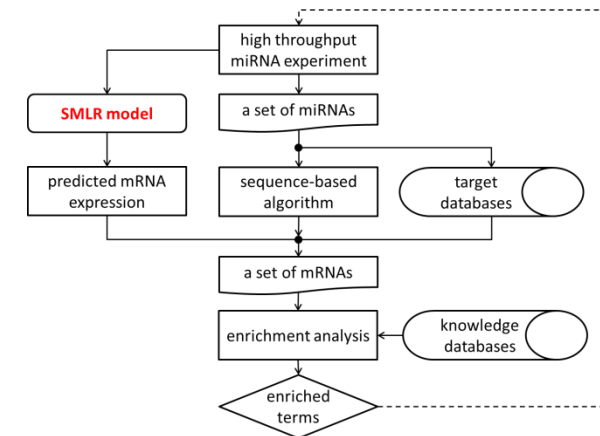 high throughput
miRNA experiment
SMLR model
a set of miRNAs
predicted mRNA
expression
sequence-based
algorithm
target
databases
a set of mRNAs
enrichment analysis
knowledge
databases
enriched
terms